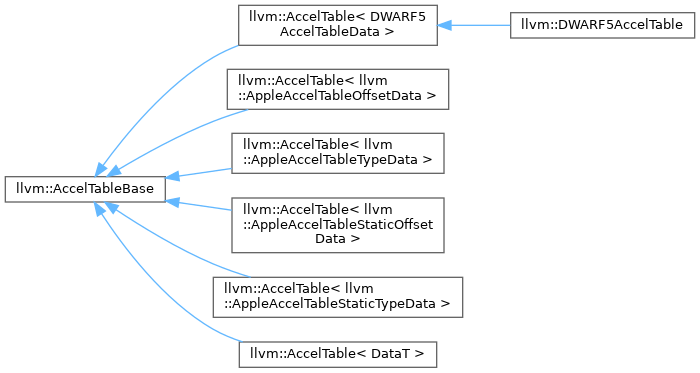 llvm::AccelTable< DWARF5
AccelTableData >
llvm::DWARF5AccelTable
llvm::AccelTable< llvm
::AppleAccelTableOffsetData >
llvm::AccelTable< llvm
::AppleAccelTableTypeData >
llvm::AccelTableBase
llvm::AccelTable< llvm
::AppleAccelTableStaticOffset
Data >
llvm::AccelTable< llvm
::AppleAccelTableStaticTypeData >
llvm::AccelTable< DataT >